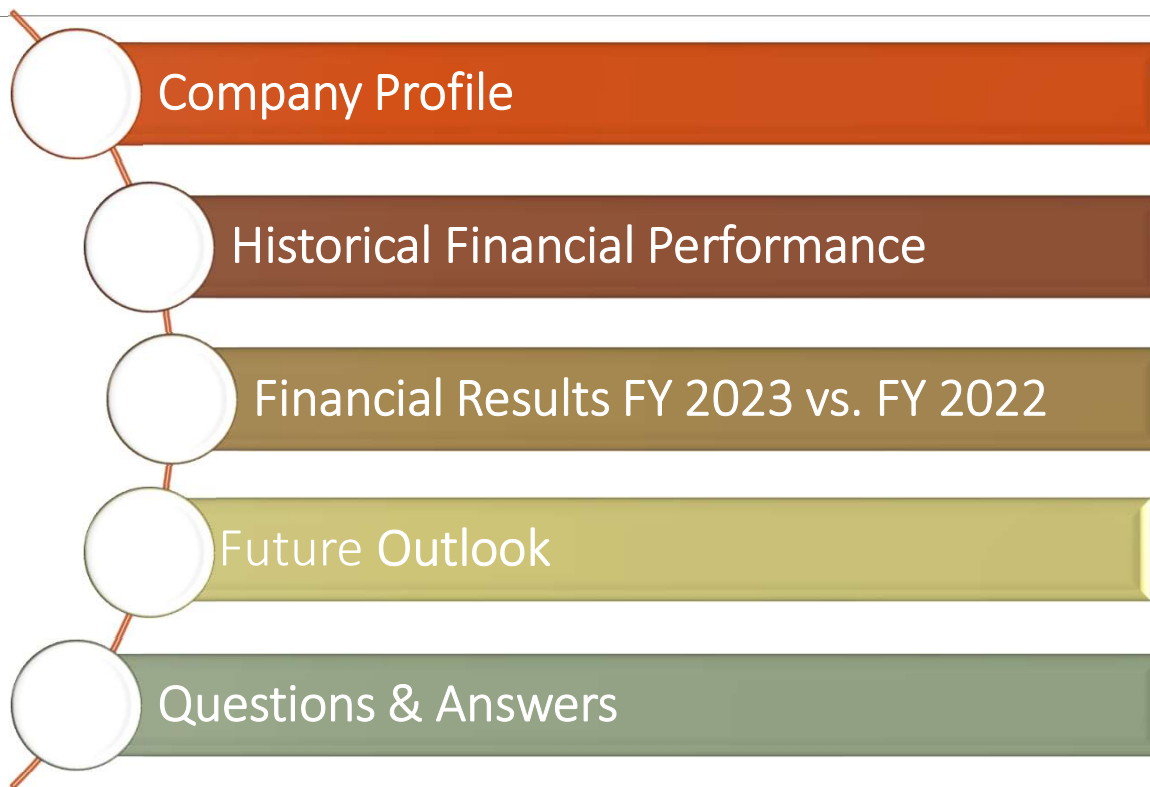 Company Profile
Historical Financial Performance
Financial Results FY 2023 vs. FY 2022
Future Outlook
Questions & Answers